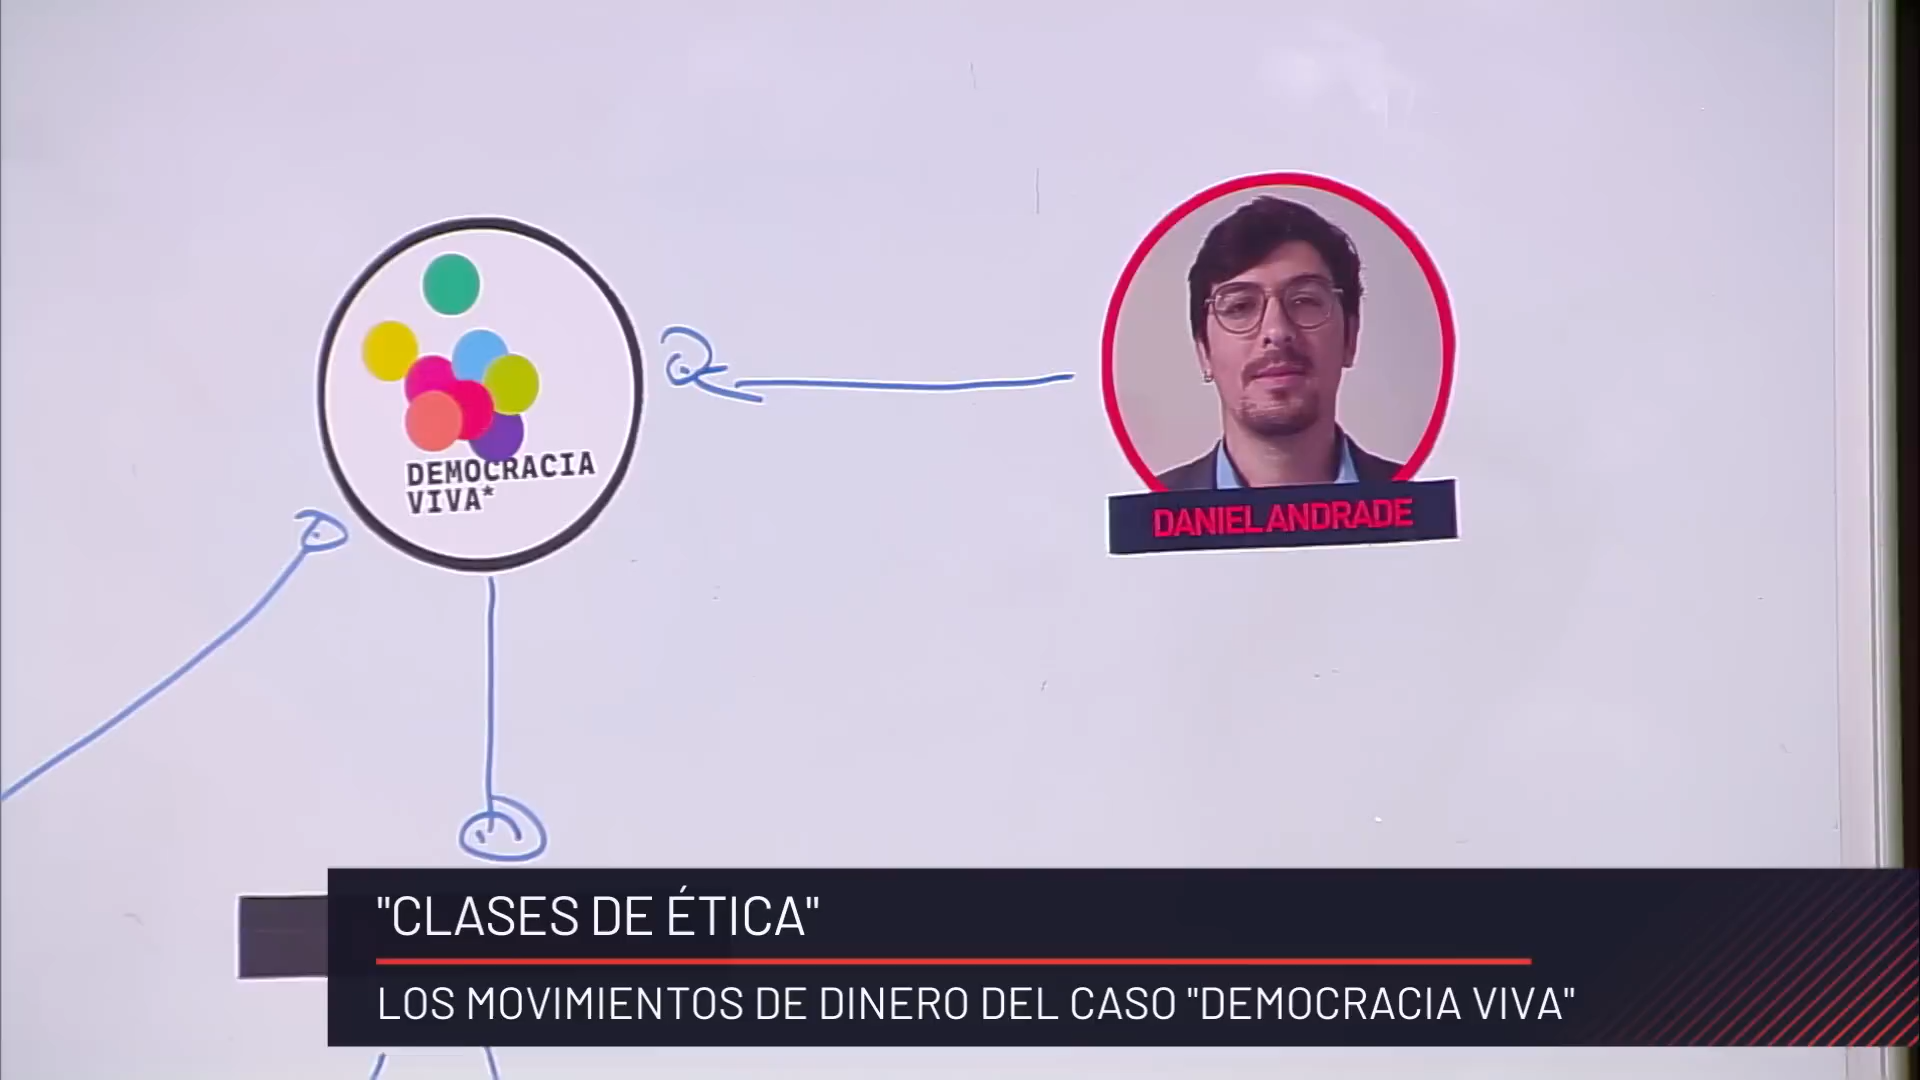 DEMOCRACIA
VIVA*
DANIEL ANDRADE
"CLASES DE ÉTICA"
LOS MOVIMIENTOS DE DINERO DEL CASO "DEMOCRACIA VIVA"